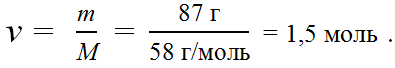 ν = m/M = 87 г / 58 г/моль = 1,5 моль .